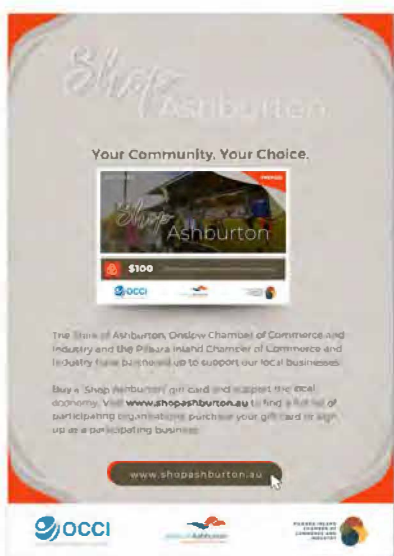 Shop
Ashburton
Your Community. Your Choice.
GIFT CARD
PREPAID
Shop
Ashburton
$100
OCCI
The Shire of Ashburton, Onslow Chamber of Commerce and
Industry and the Pilbara Inland Chamber of Commerce and
Industry have partnered up to support our local businesses.
Buy a 'Shop Ashburton' gift card and support the local
economy. Visit www.shopashburton.au to find a full list of
participating organisations, purchase your gift card or sign
up as a participating business.
www.shopashburton.au
OCCI
Ashburton
PILBARA INLAND
CHAMBER OF
COMMERCE AND
INDUSTRY